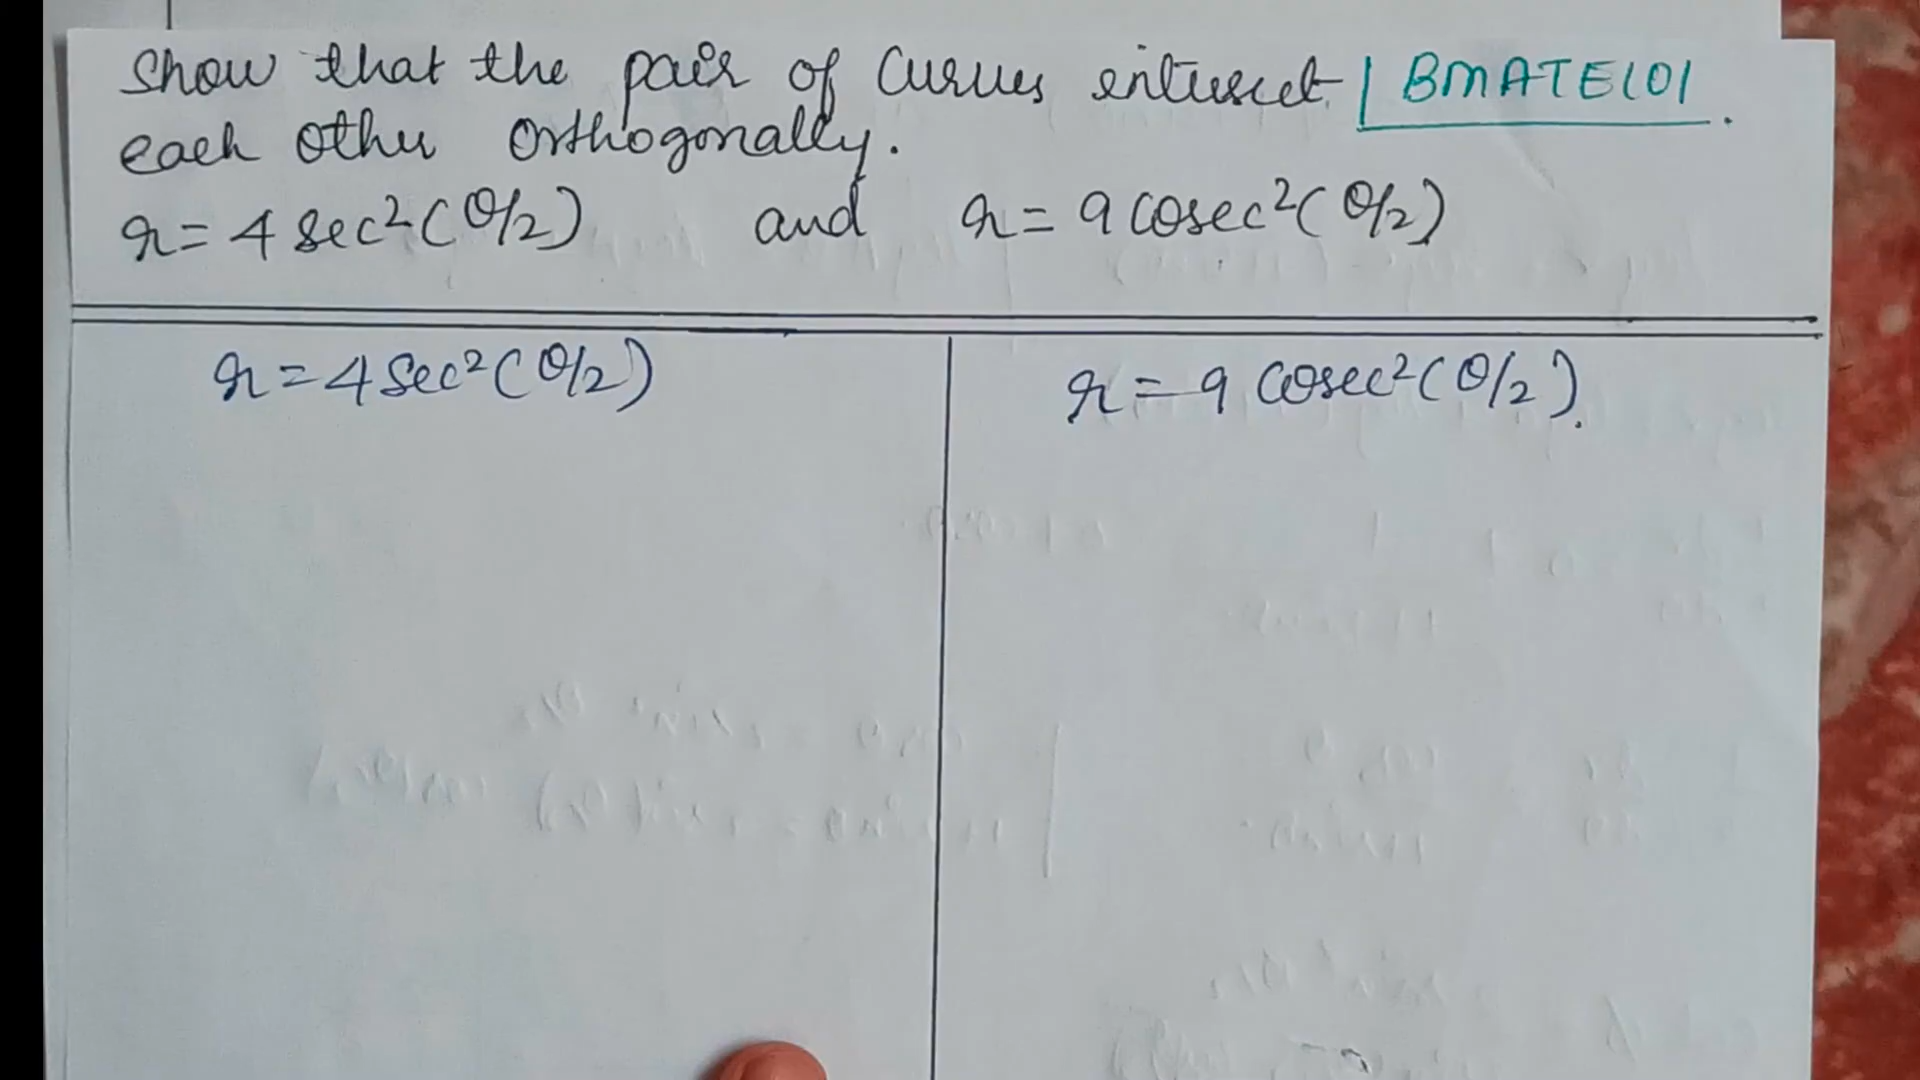 Show that the pair of Curves intersect | BMATE101
each other orthogonally.
r = 4 sec²(θ/2) and r = 9 cosec²(θ/2)
r = 4 sec²(θ/2)
r = 9 cosec²(θ/2).